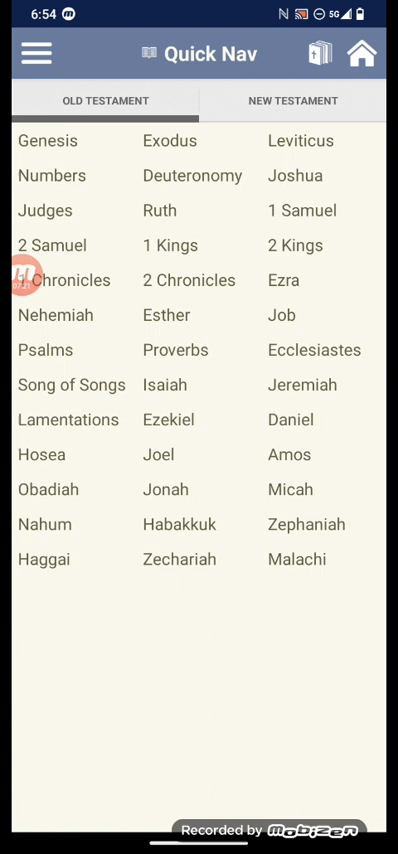 6:54 5G
Quick Nav
OLD TESTAMENT NEW TESTAMENT
Genesis Exodus Leviticus
Numbers Deuteronomy Joshua
Judges Ruth 1 Samuel
2 Samuel 1 Kings 2 Kings
Chronicles 2 Chronicles Ezra
07:21
Nehemiah Esther Job
Psalms Proverbs Ecclesiastes
Song of Songs Isaiah Jeremiah
Lamentations Ezekiel Daniel
Hosea Joel Amos
Obadiah Jonah Micah
Nahum Habakkuk Zephaniah
Haggai Zechariah Malachi
Recorded by mobizen